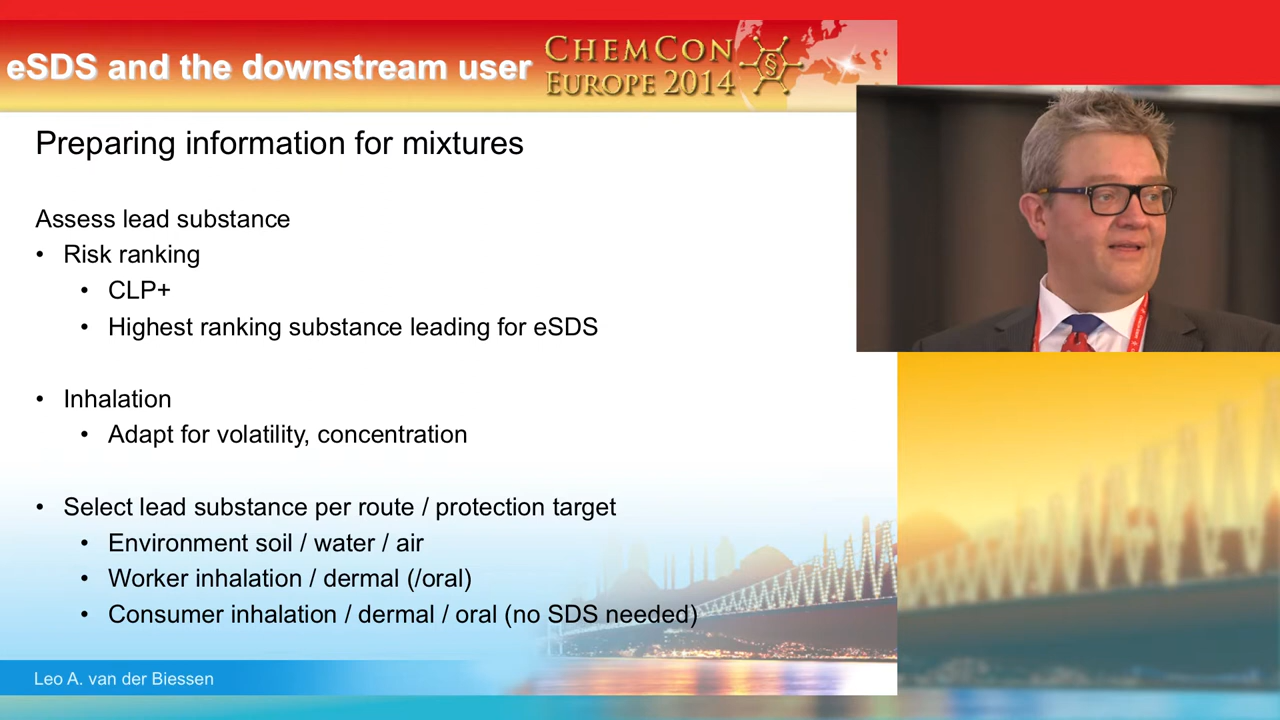 eSDS and the downstream user
CHEMCON
EUROPE 2014
§
Preparing information for mixtures
Assess lead substance
• Risk ranking
• CLP+
• Highest ranking substance leading for eSDS
• Inhalation
• Adapt for volatility, concentration
• Select lead substance per route / protection target
• Environment soil / water / air
• Worker inhalation / dermal (/oral)
• Consumer inhalation / dermal / oral (no SDS needed)
Leo A. van der Biessen